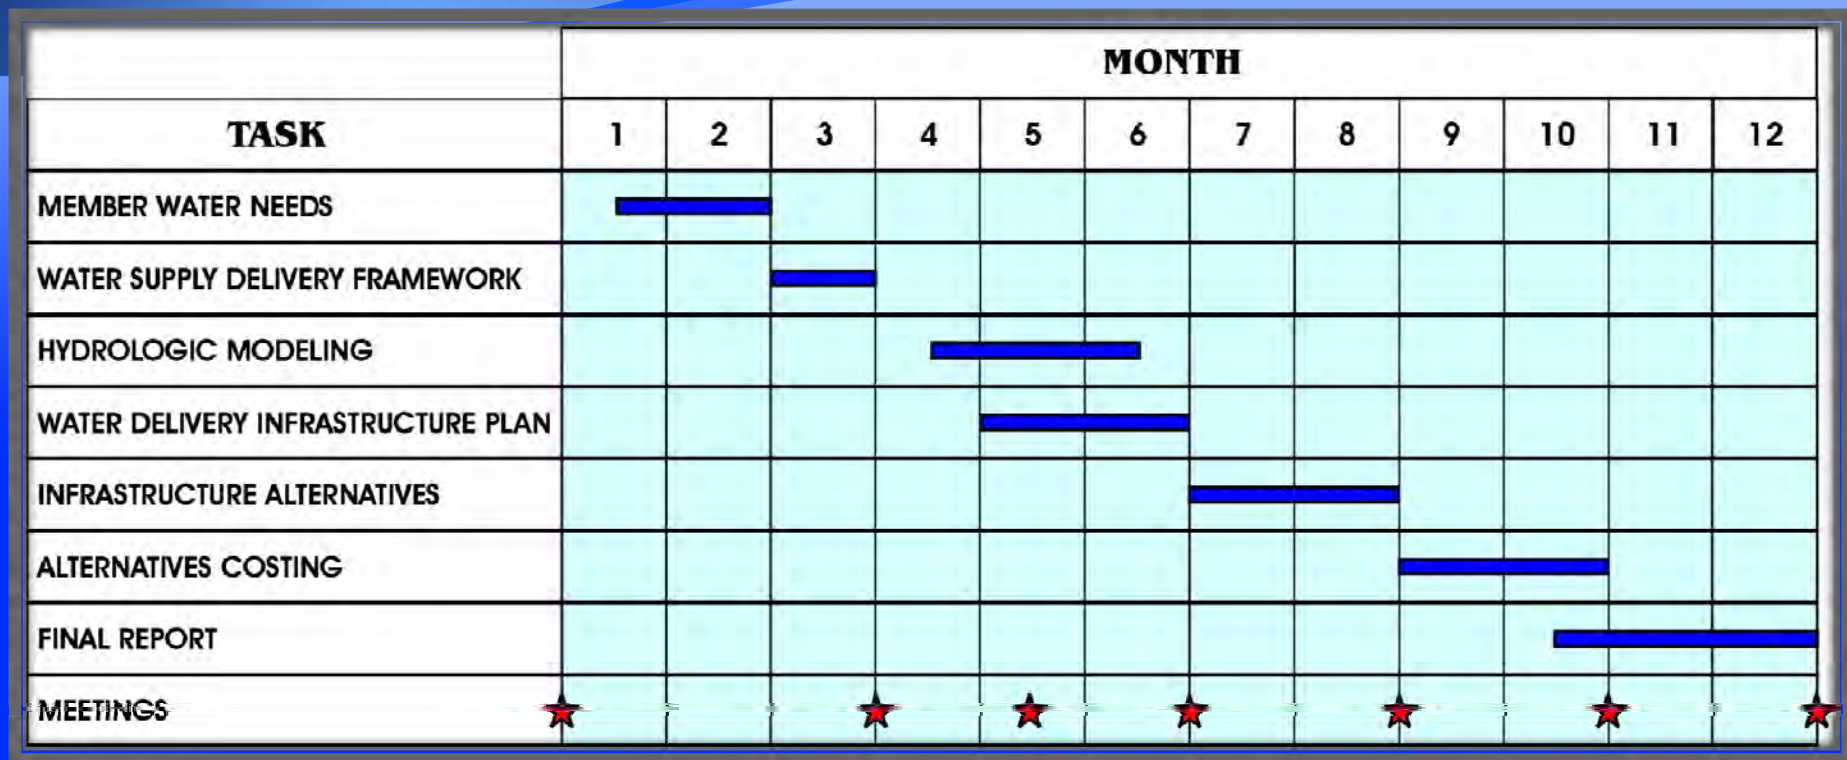 MONTH
TASK 1 2 3 4 5 6 7 8 9 10 11 12
MEMBER WATER NEEDS
WATER SUPPLY DELIVERY FRAMEWORK
HYDROLOGIC MODELING
WATER DELIVERY INFRASTRUCTURE PLAN
INFRASTRUCTURE ALTERNATIVES
ALTERNATIVES COSTING
FINAL REPORT
MEETINGS